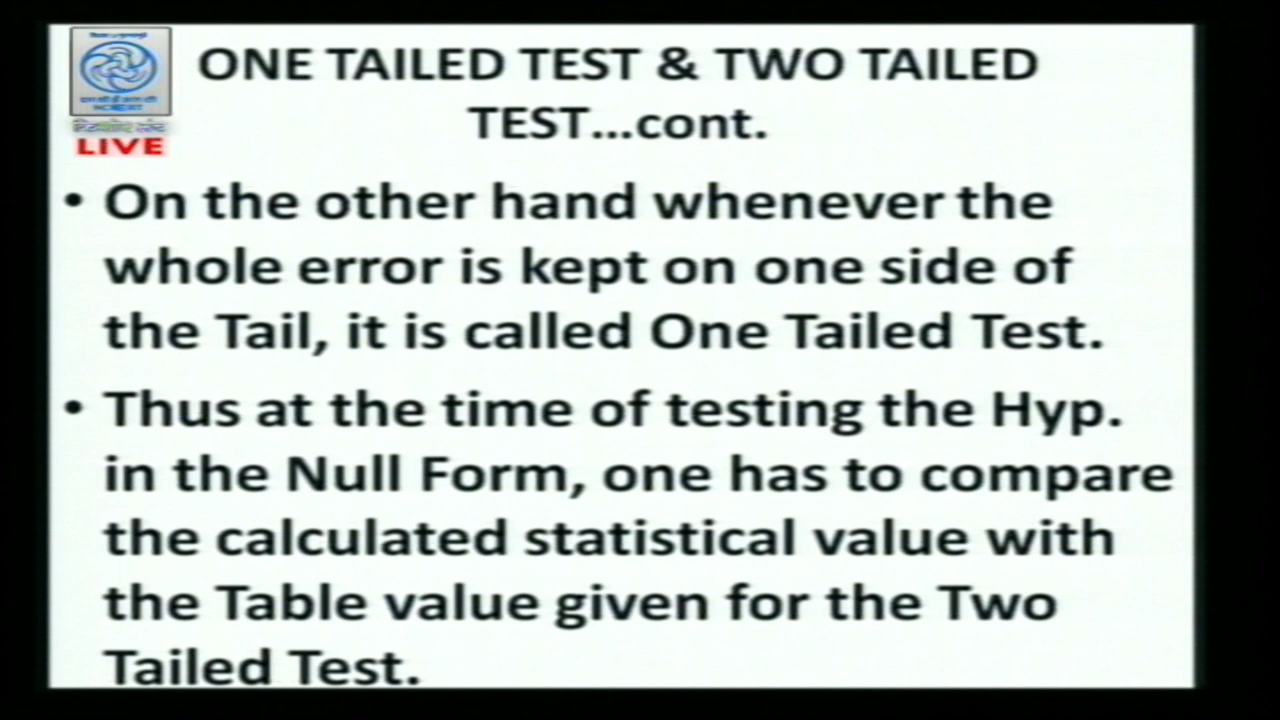 ONE TAILED TEST & TWO TAILED
TEST...cont.
LIVE
• On the other hand whenever the
whole error is kept on one side of
the Tail, it is called One Tailed Test.
• Thus at the time of testing the Hyp.
in the Null Form, one has to compare
the calculated statistical value with
the Table value given for the Two
Tailed Test.